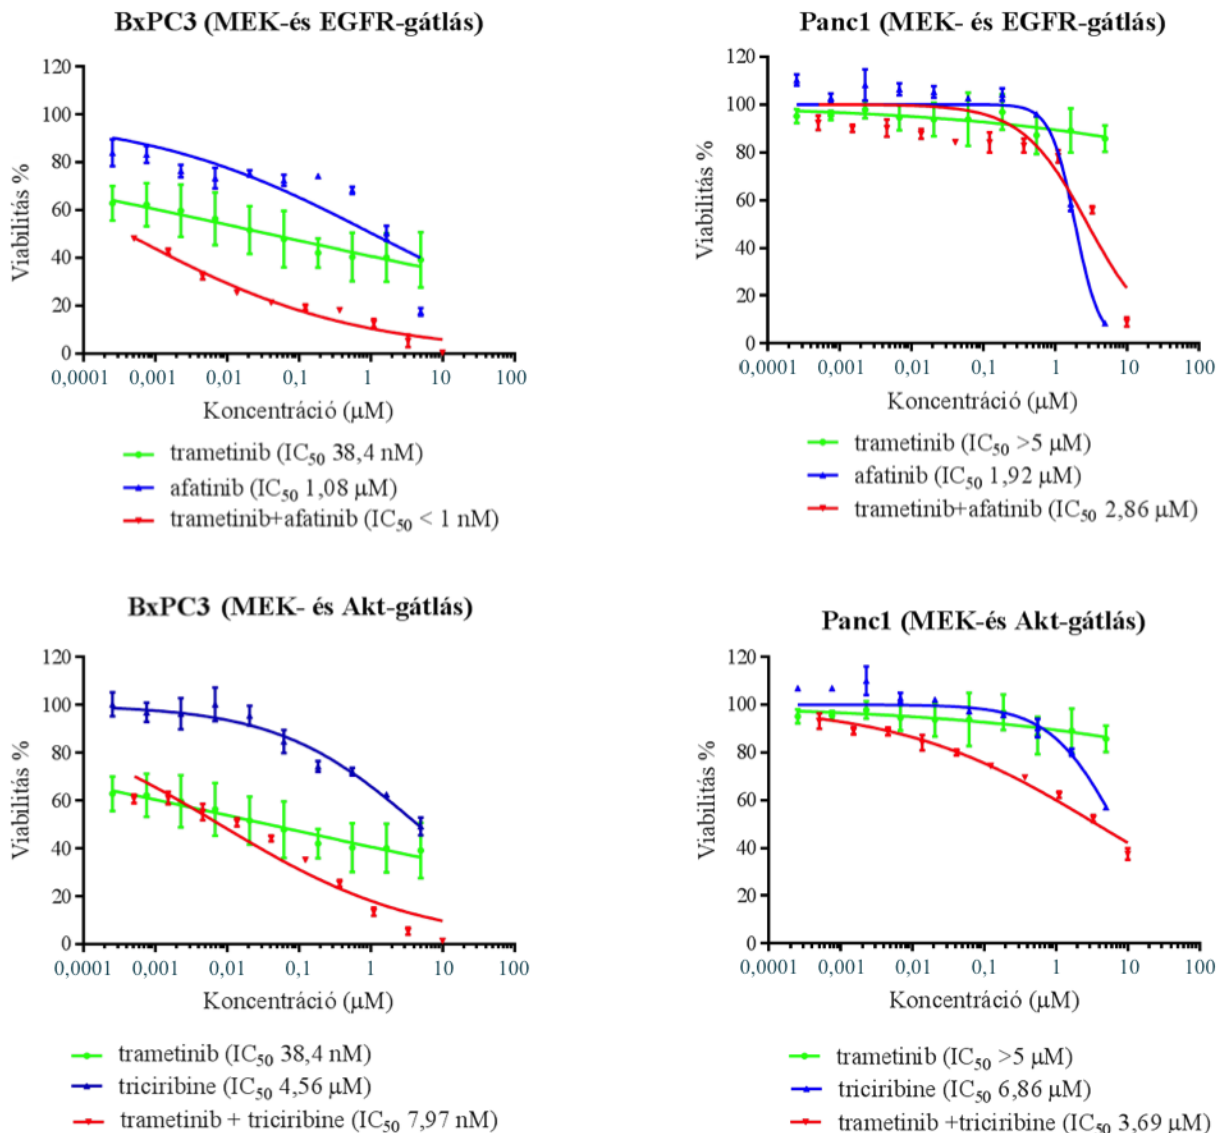 BxPC3 (MEK-és EGFR-gátlás)
120
100
80
60
40
20
0
Viabilitás %
0,0001 0,001 0,01 0,1 1 10 100
Koncentráció (μM)
trametinib (IC50 38,4 nM)
afatinib (IC50 1,08 μM)
trametinib+afatinib (IC50 < 1 nM)
Panc1 (MEK- és EGFR-gátlás)
120
100
80
60
40
20
0
Viabilitás %
0,0001 0,001 0,01 0,1 1 10 100
Koncentráció (μM)
trametinib (IC50 >5 μM)
afatinib (IC50 1,92 μM)
trametinib+afatinib (IC50 2,86 μM)
BxPC3 (MEK- és Akt-gátlás)
120
100
80
60
40
20
0
Viabilitás %
0,0001 0,001 0,01 0,1 1 10 100
Koncentráció (μM)
trametinib (IC50 38,4 nM)
triciribine (IC50 4,56 μM)
trametinib + triciribine (IC50 7,97 nM)
Panc1 (MEK-és Akt-gátlás)
120
100
80
60
40
20
0
Viabilitás %
0,0001 0,001 0,01 0,1 1 10 100
Koncentráció (μM)
trametinib (IC50 >5 μM)
triciribine (IC50 6,86 μM)
trametinib +triciribine (IC50 3,69 μM)